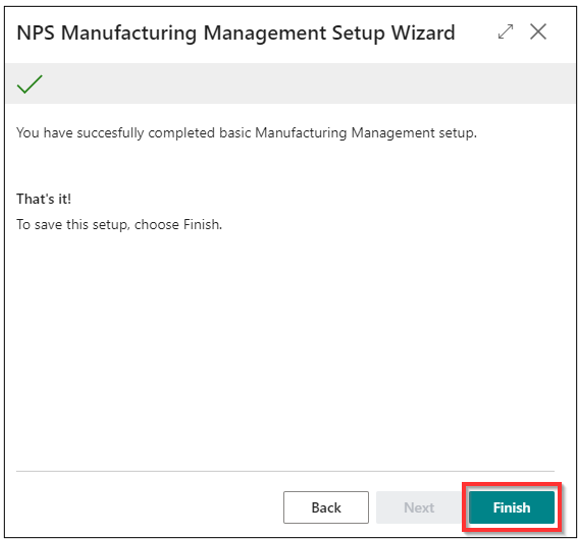 NPS Manufacturing Management Setup Wizard
You have succesfully completed basic Manufacturing Management setup.
That's it!
To save this setup, choose Finish.
Back Next Finish